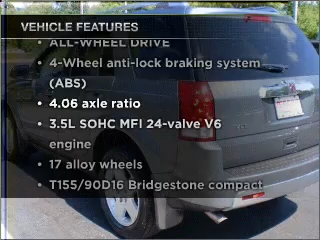 VEHICLE FEATURES
• ALL-WHEEL DRIVE
• 4-Wheel anti-lock braking system
(ABS)
• 4.06 axle ratio
• 3.5L SOHC MFI 24-valve V6
engine
• 17 alloy wheels
• T155/90D16 Bridgestone compact